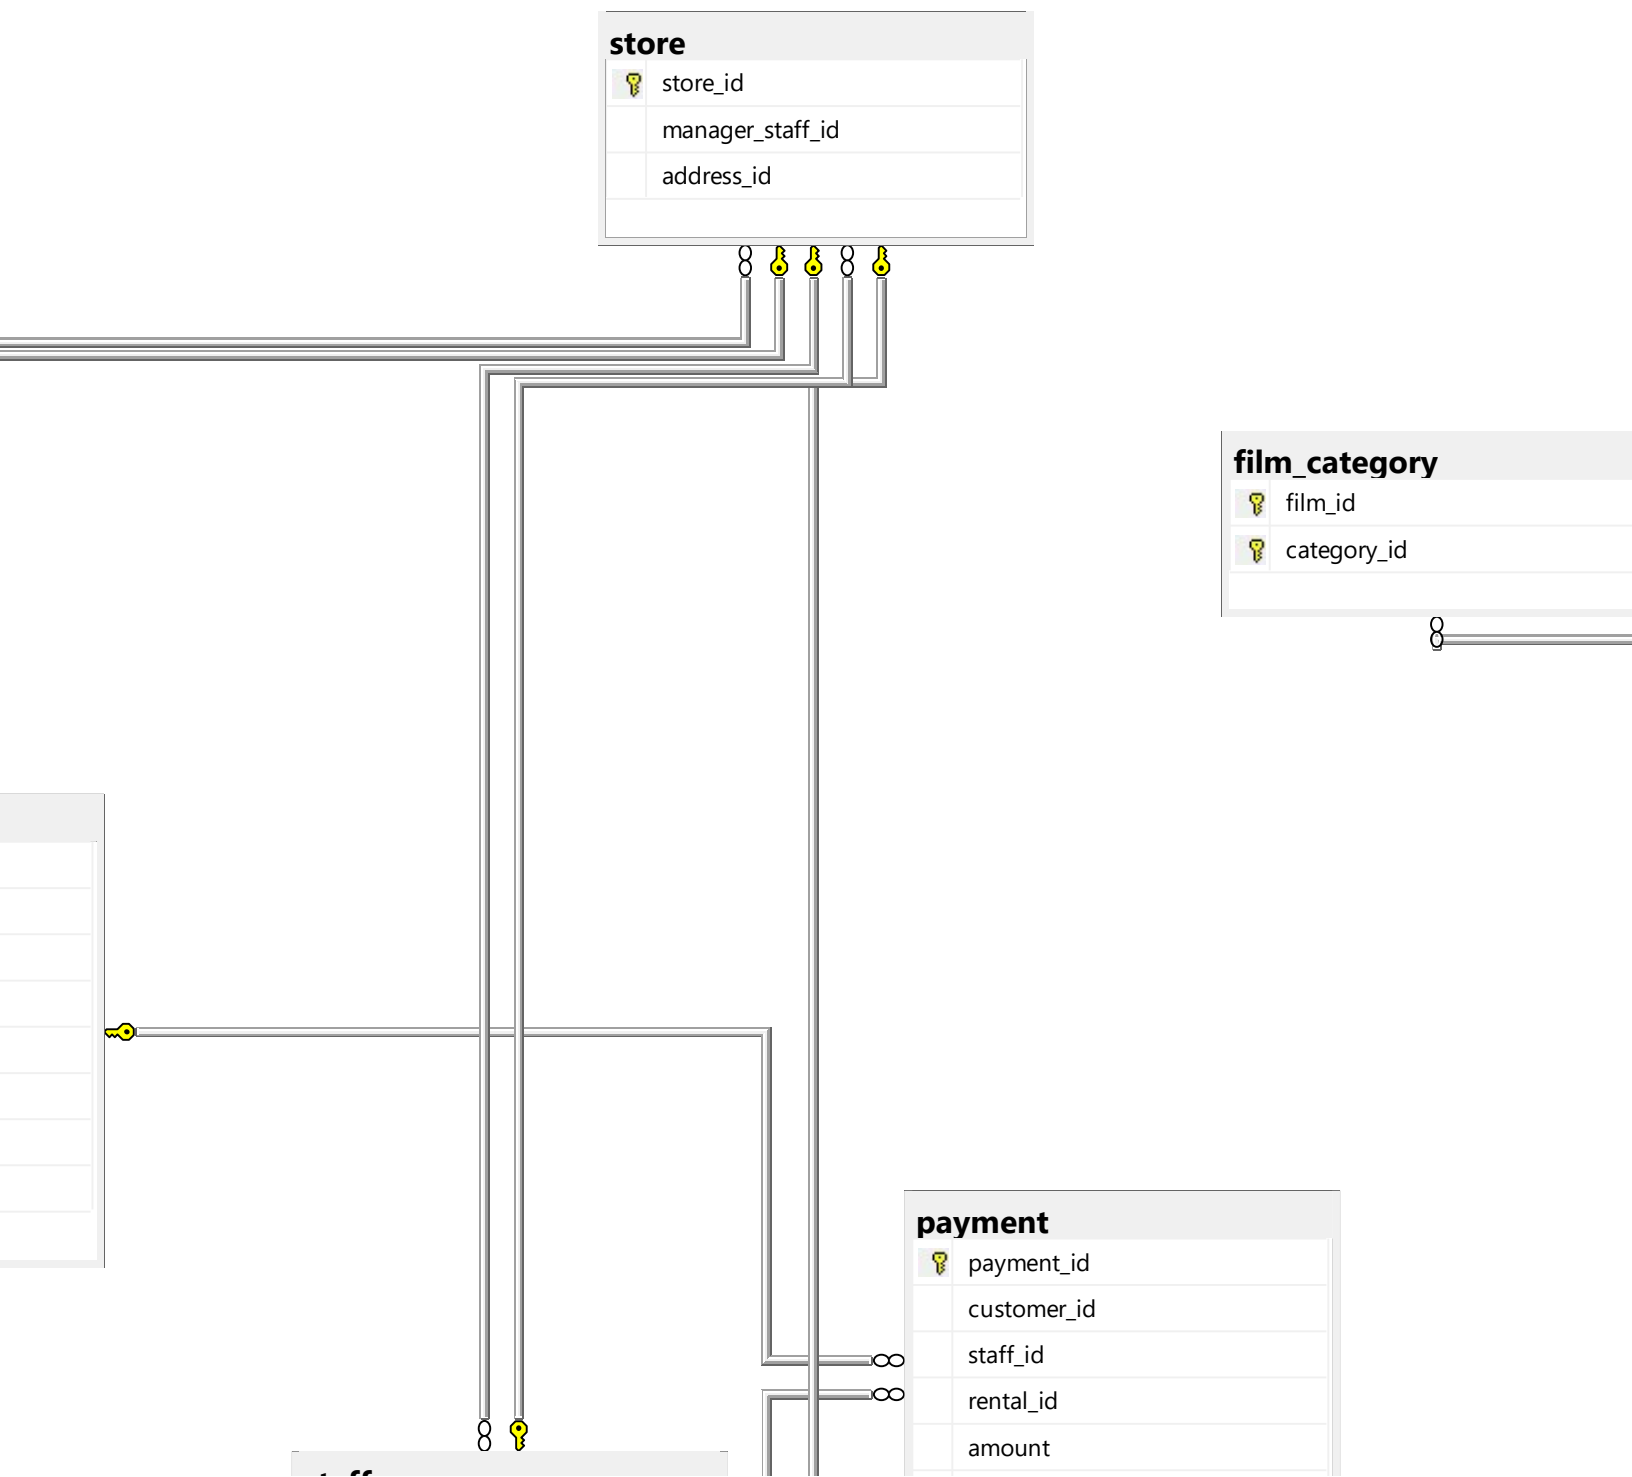 store
store_id
manager_staff_id
address_id
film_category
film_id
category_id
payment
payment_id
customer_id
staff_id
rental_id
amount